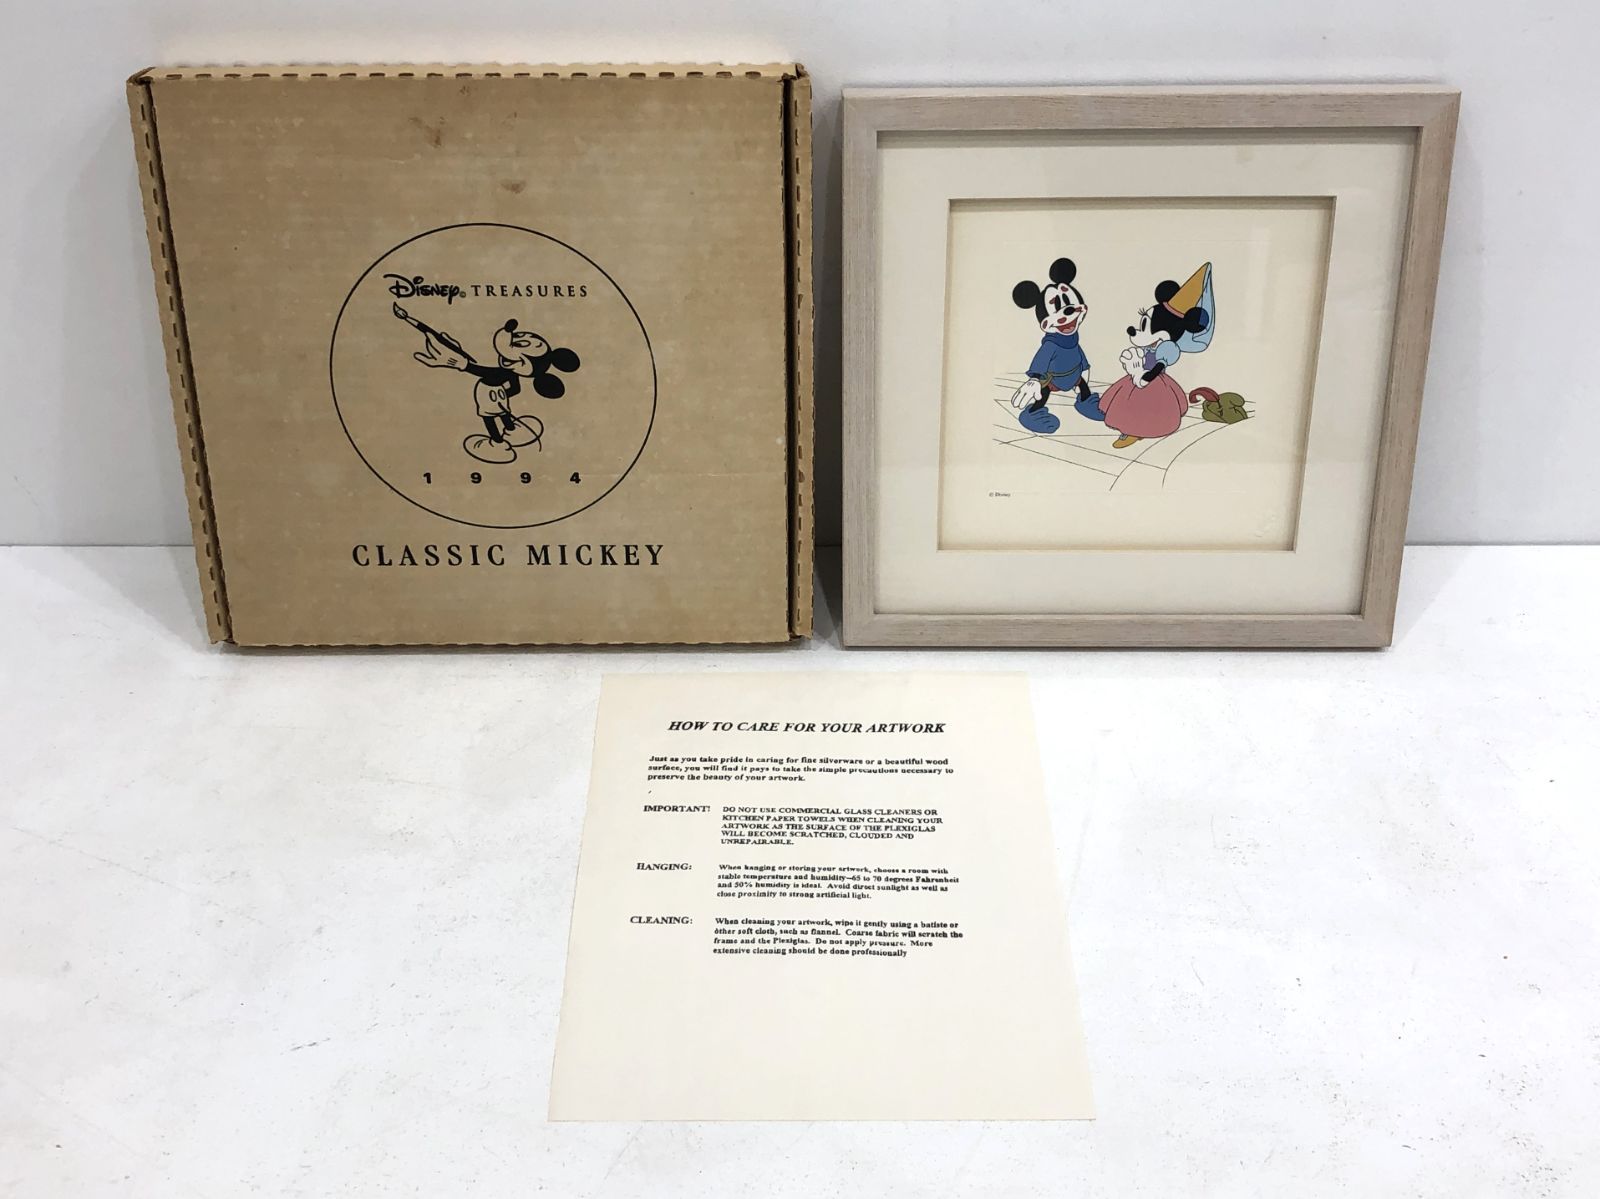 Disney© TREASURES
1 9 9 4
CLASSIC MICKEY
© Disney
HOW TO CARE FOR YOUR ARTWORK
Just as you take pride in caring for fine silverware or a beautiful wood
surface, you will find it pays to take the simple precautions necessary to
preserve the beauty of your artwork.
IMPORTANT! DO NOT USE COMMERCIAL GLASS CLEANERS OR
KITCHEN PAPER TOWELS WHEN CLEANING YOUR
ARTWORK AS THE SURFACE OF THE PLEXIGLAS
WILL BECOME SCRATCHED, CLOUDED AND
UNREPAIRABLE.
HANGING: When hanging or storing your artwork, choose a room with
stable temperature and humidity--65 to 70 degrees Fahrenheit
and 50% humidity is ideal. Avoid direct sunlight as well as
close proximity to strong artificial light.
CLEANING: When cleaning your artwork, wipe it gently using a batiste or
other soft cloth, such as flannel. Coarse fabric will scratch the
frame and the Plexiglas. Do not apply pressure. More
extensive cleaning should be done professionally